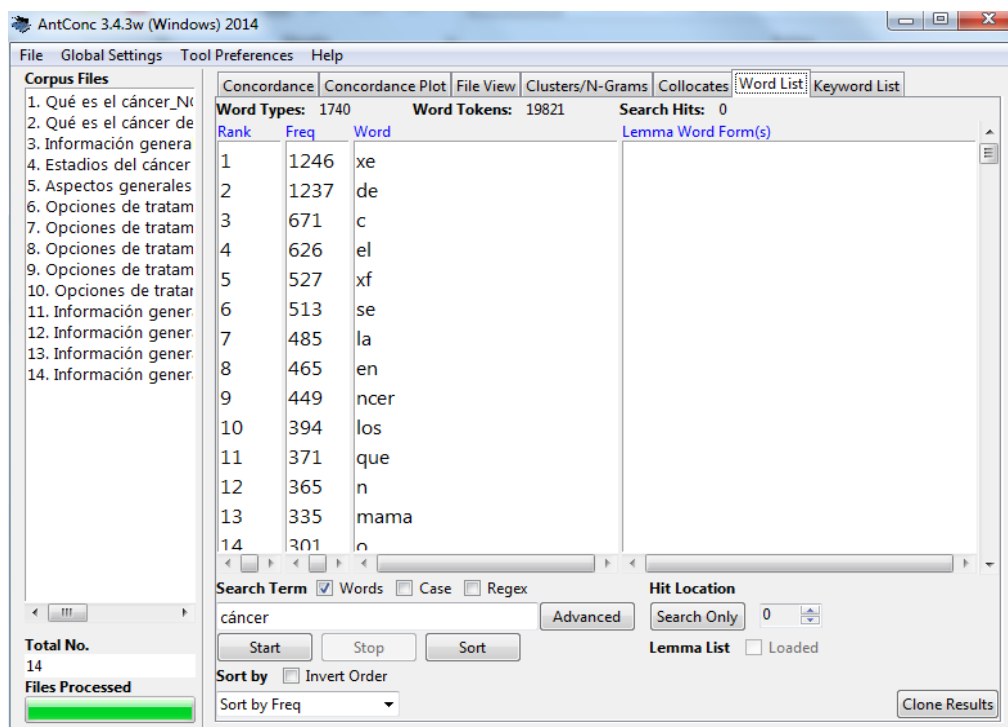 AntConc 3.4.3w (Windows) 2014
File Global Settings Tool Preferences Help
Corpus Files
1. Qué es el cáncer_N
2. Qué es el cáncer de
3. Información genera
4. Estadios del cáncer
5. Aspectos generales
6. Opciones de tratam
7. Opciones de tratam
8. Opciones de tratam
9. Opciones de tratam
10. Opciones de tratar
11. Información gener
12. Información gener
13. Información gener
14. Información gener
Total No.
14
Files Processed
Concordance Concordance Plot File View Clusters/N-Grams Collocates Word List Keyword List
Word Types: 1740 Word Tokens: 19821 Search Hits: 0
Rank Freq Word Lemma Word Form(s)
1 1246 xe
2 1237 de
3 671 c
4 626 el
5 527 xf
6 513 se
7 485 la
8 465 en
9 449 ncer
10 394 los
11 371 que
12 365 n
13 335 mama
14 301 o
Search Term Words Case Regex Hit Location
cáncer Advanced Search Only 0
Start Stop Sort Lemma List Loaded
Sort by Invert Order
Sort by Freq Clone Results